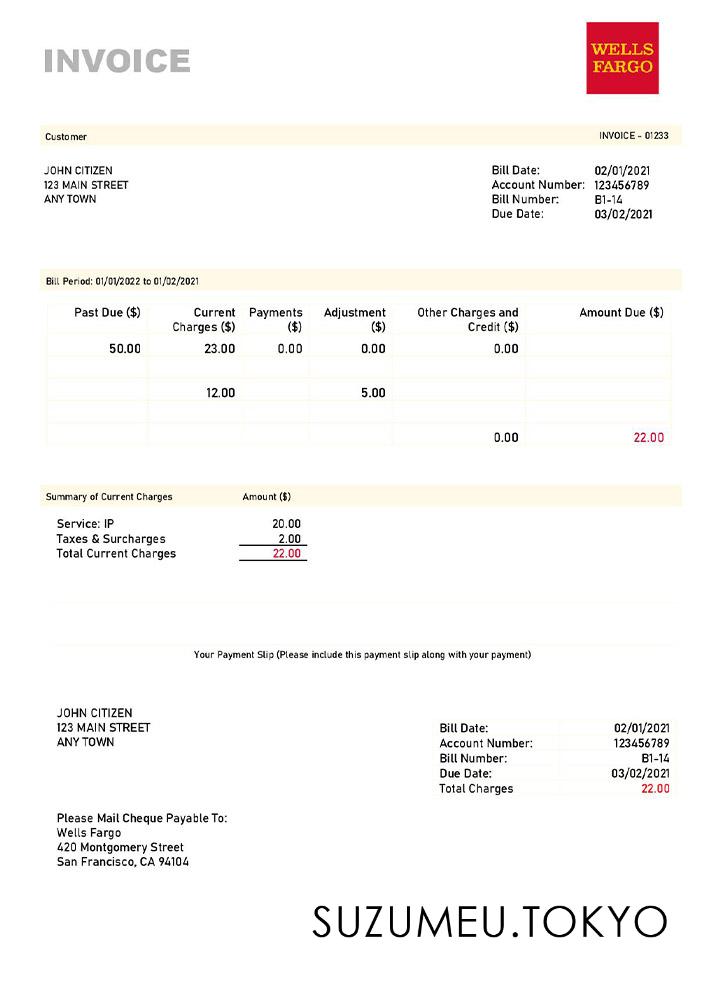 INVOICE
WELLS
FARGO
Customer INVOICE - 01233
JOHN CITIZEN
123 MAIN STREET
ANY TOWN
Bill Date: 02/01/2021
Account Number: 123456789
Bill Number: B1-14
Due Date: 03/02/2021
Bill Period: 01/01/2022 to 01/02/2021
Past Due ($) Current Charges ($) Payments ($) Adjustment ($) Other Charges and Credit ($) Amount Due ($)
50.00 23.00 0.00 0.00 0.00
12.00 5.00
0.00 22.00
Summary of Current Charges Amount ($)
Service: IP 20.00
Taxes & Surcharges 2.00
Total Current Charges 22.00
Your Payment Slip (Please include this payment slip along with your payment)
JOHN CITIZEN
123 MAIN STREET
ANY TOWN
Bill Date: 02/01/2021
Account Number: 123456789
Bill Number: B1-14
Due Date: 03/02/2021
Total Charges 22.00
Please Mail Cheque Payable To:
Wells Fargo
420 Montgomery Street
San Francisco, CA 94104
SUZUMEU.TOKYO